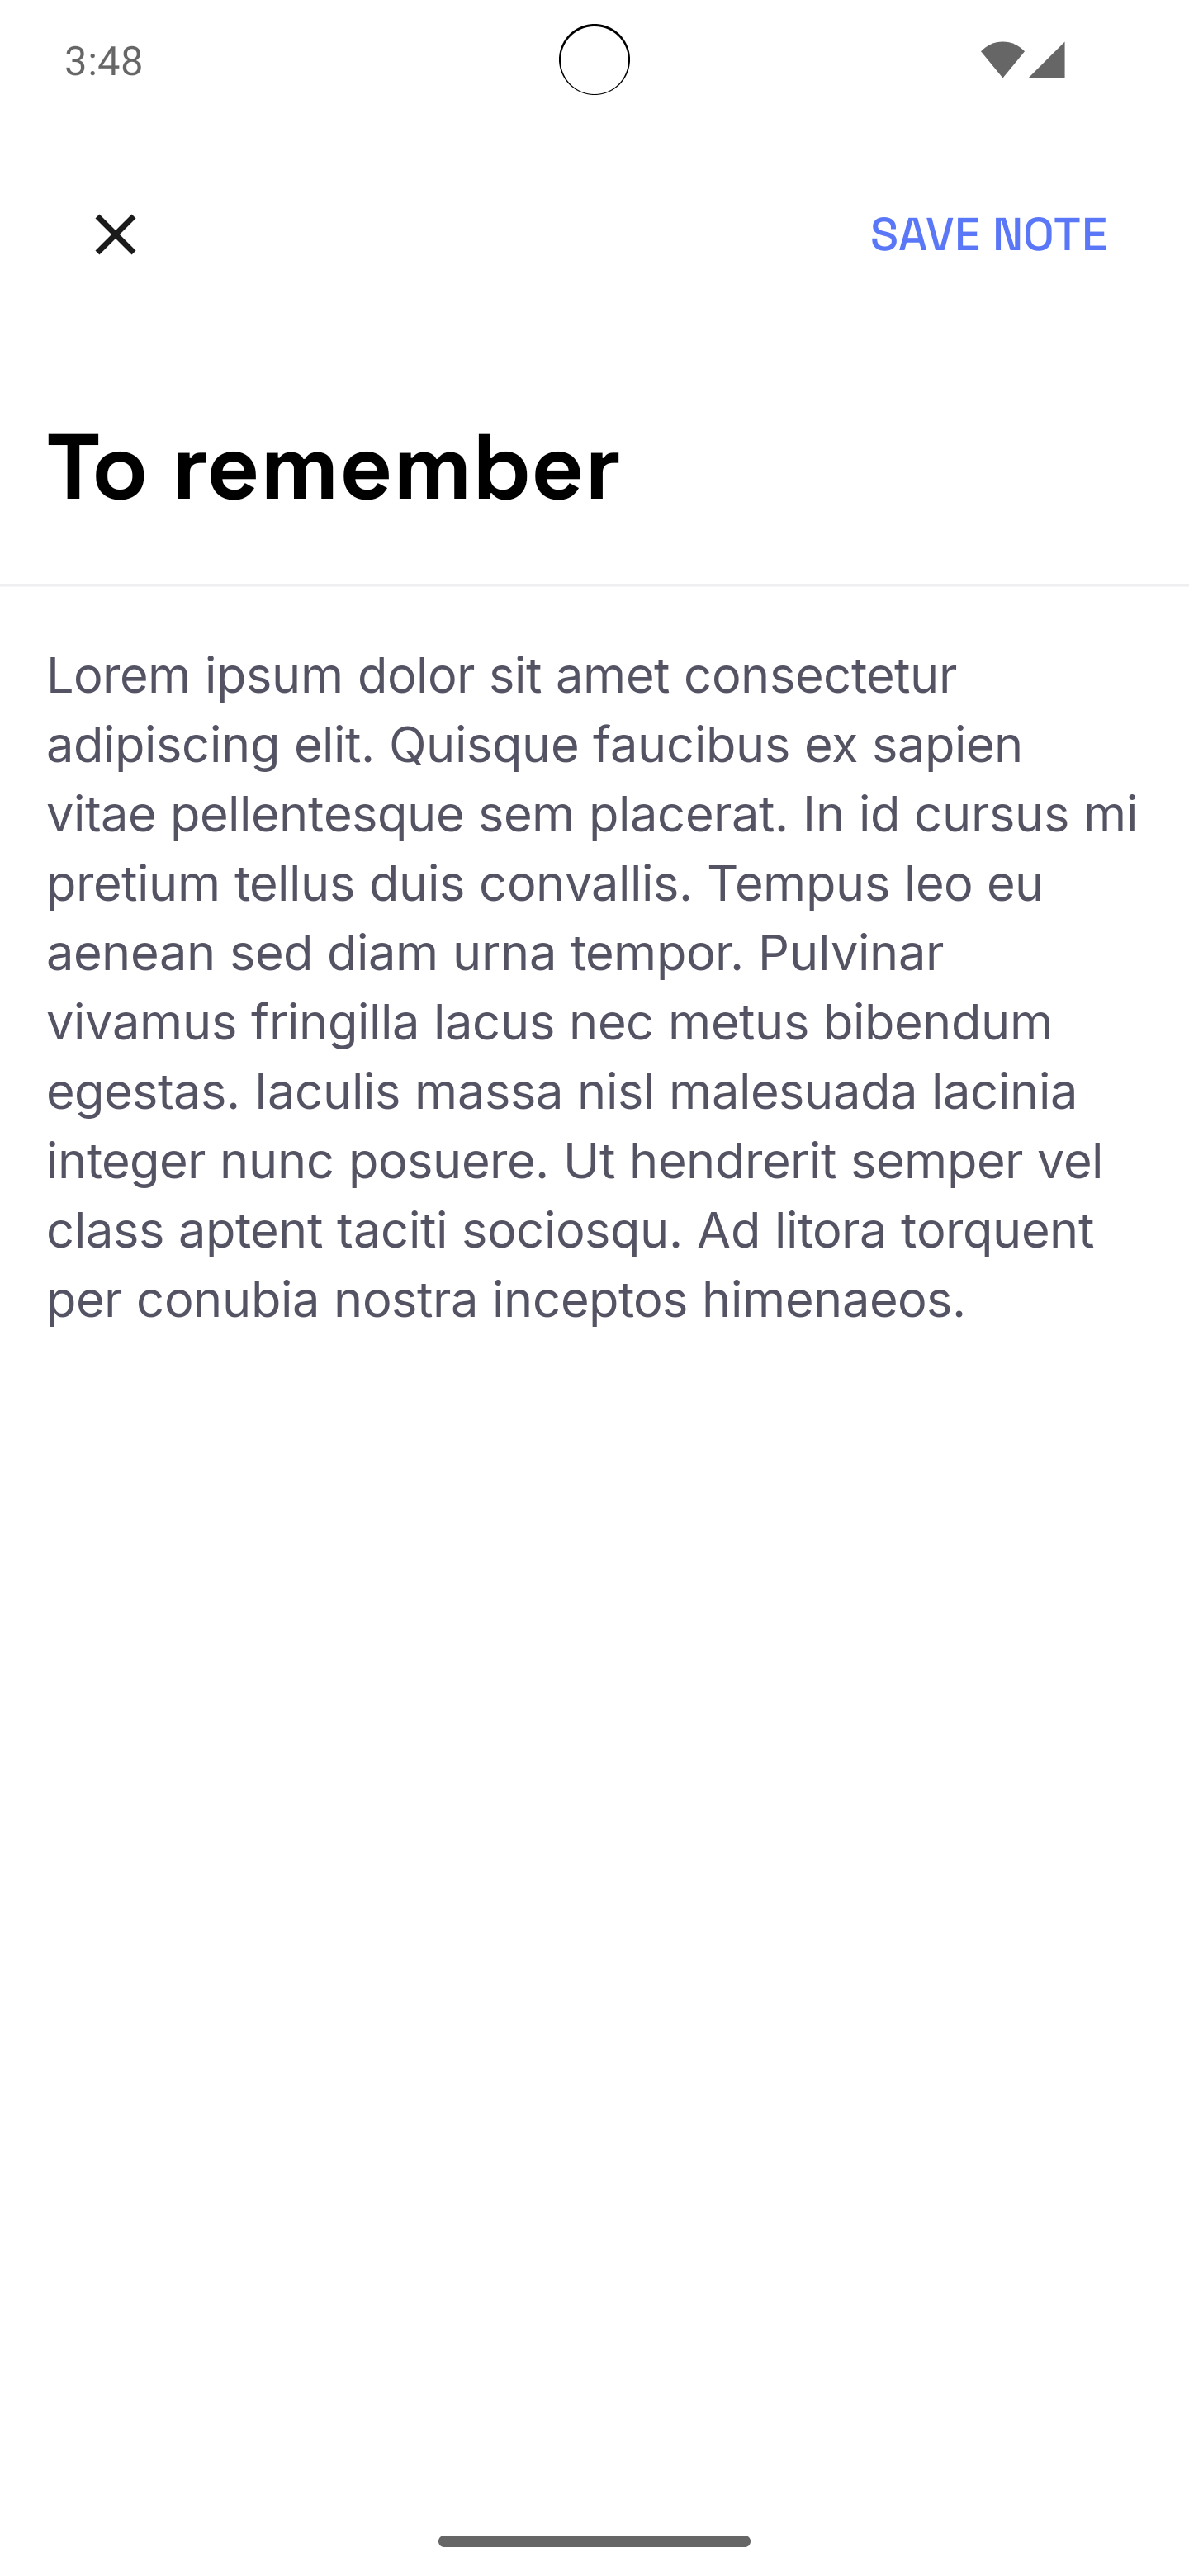 3:48
SAVE NOTE
To remember
Lorem ipsum dolor sit amet consectetur
adipiscing elit. Quisque faucibus ex sapien
vitae pellentesque sem placerat. In id cursus mi
pretium tellus duis convallis. Tempus leo eu
aenean sed diam urna tempor. Pulvinar
vivamus fringilla lacus nec metus bibendum
egestas. Iaculis massa nisl malesuada lacinia
integer nunc posuere. Ut hendrerit semper vel
class aptent taciti sociosqu. Ad litora torquent
per conubia nostra inceptos himenaeos.